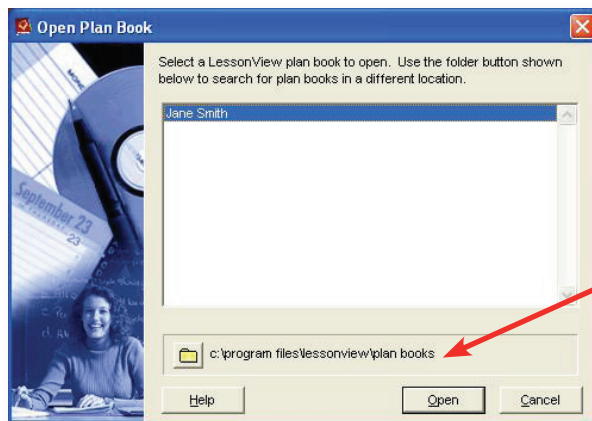 Open Plan Book
Select a LessonView plan book to open. Use the folder button shown
below to search for plan books in a different location.
Jane Smith
September 23
23
c:\program files\lessonview\plan books
Help
Open
Cancel